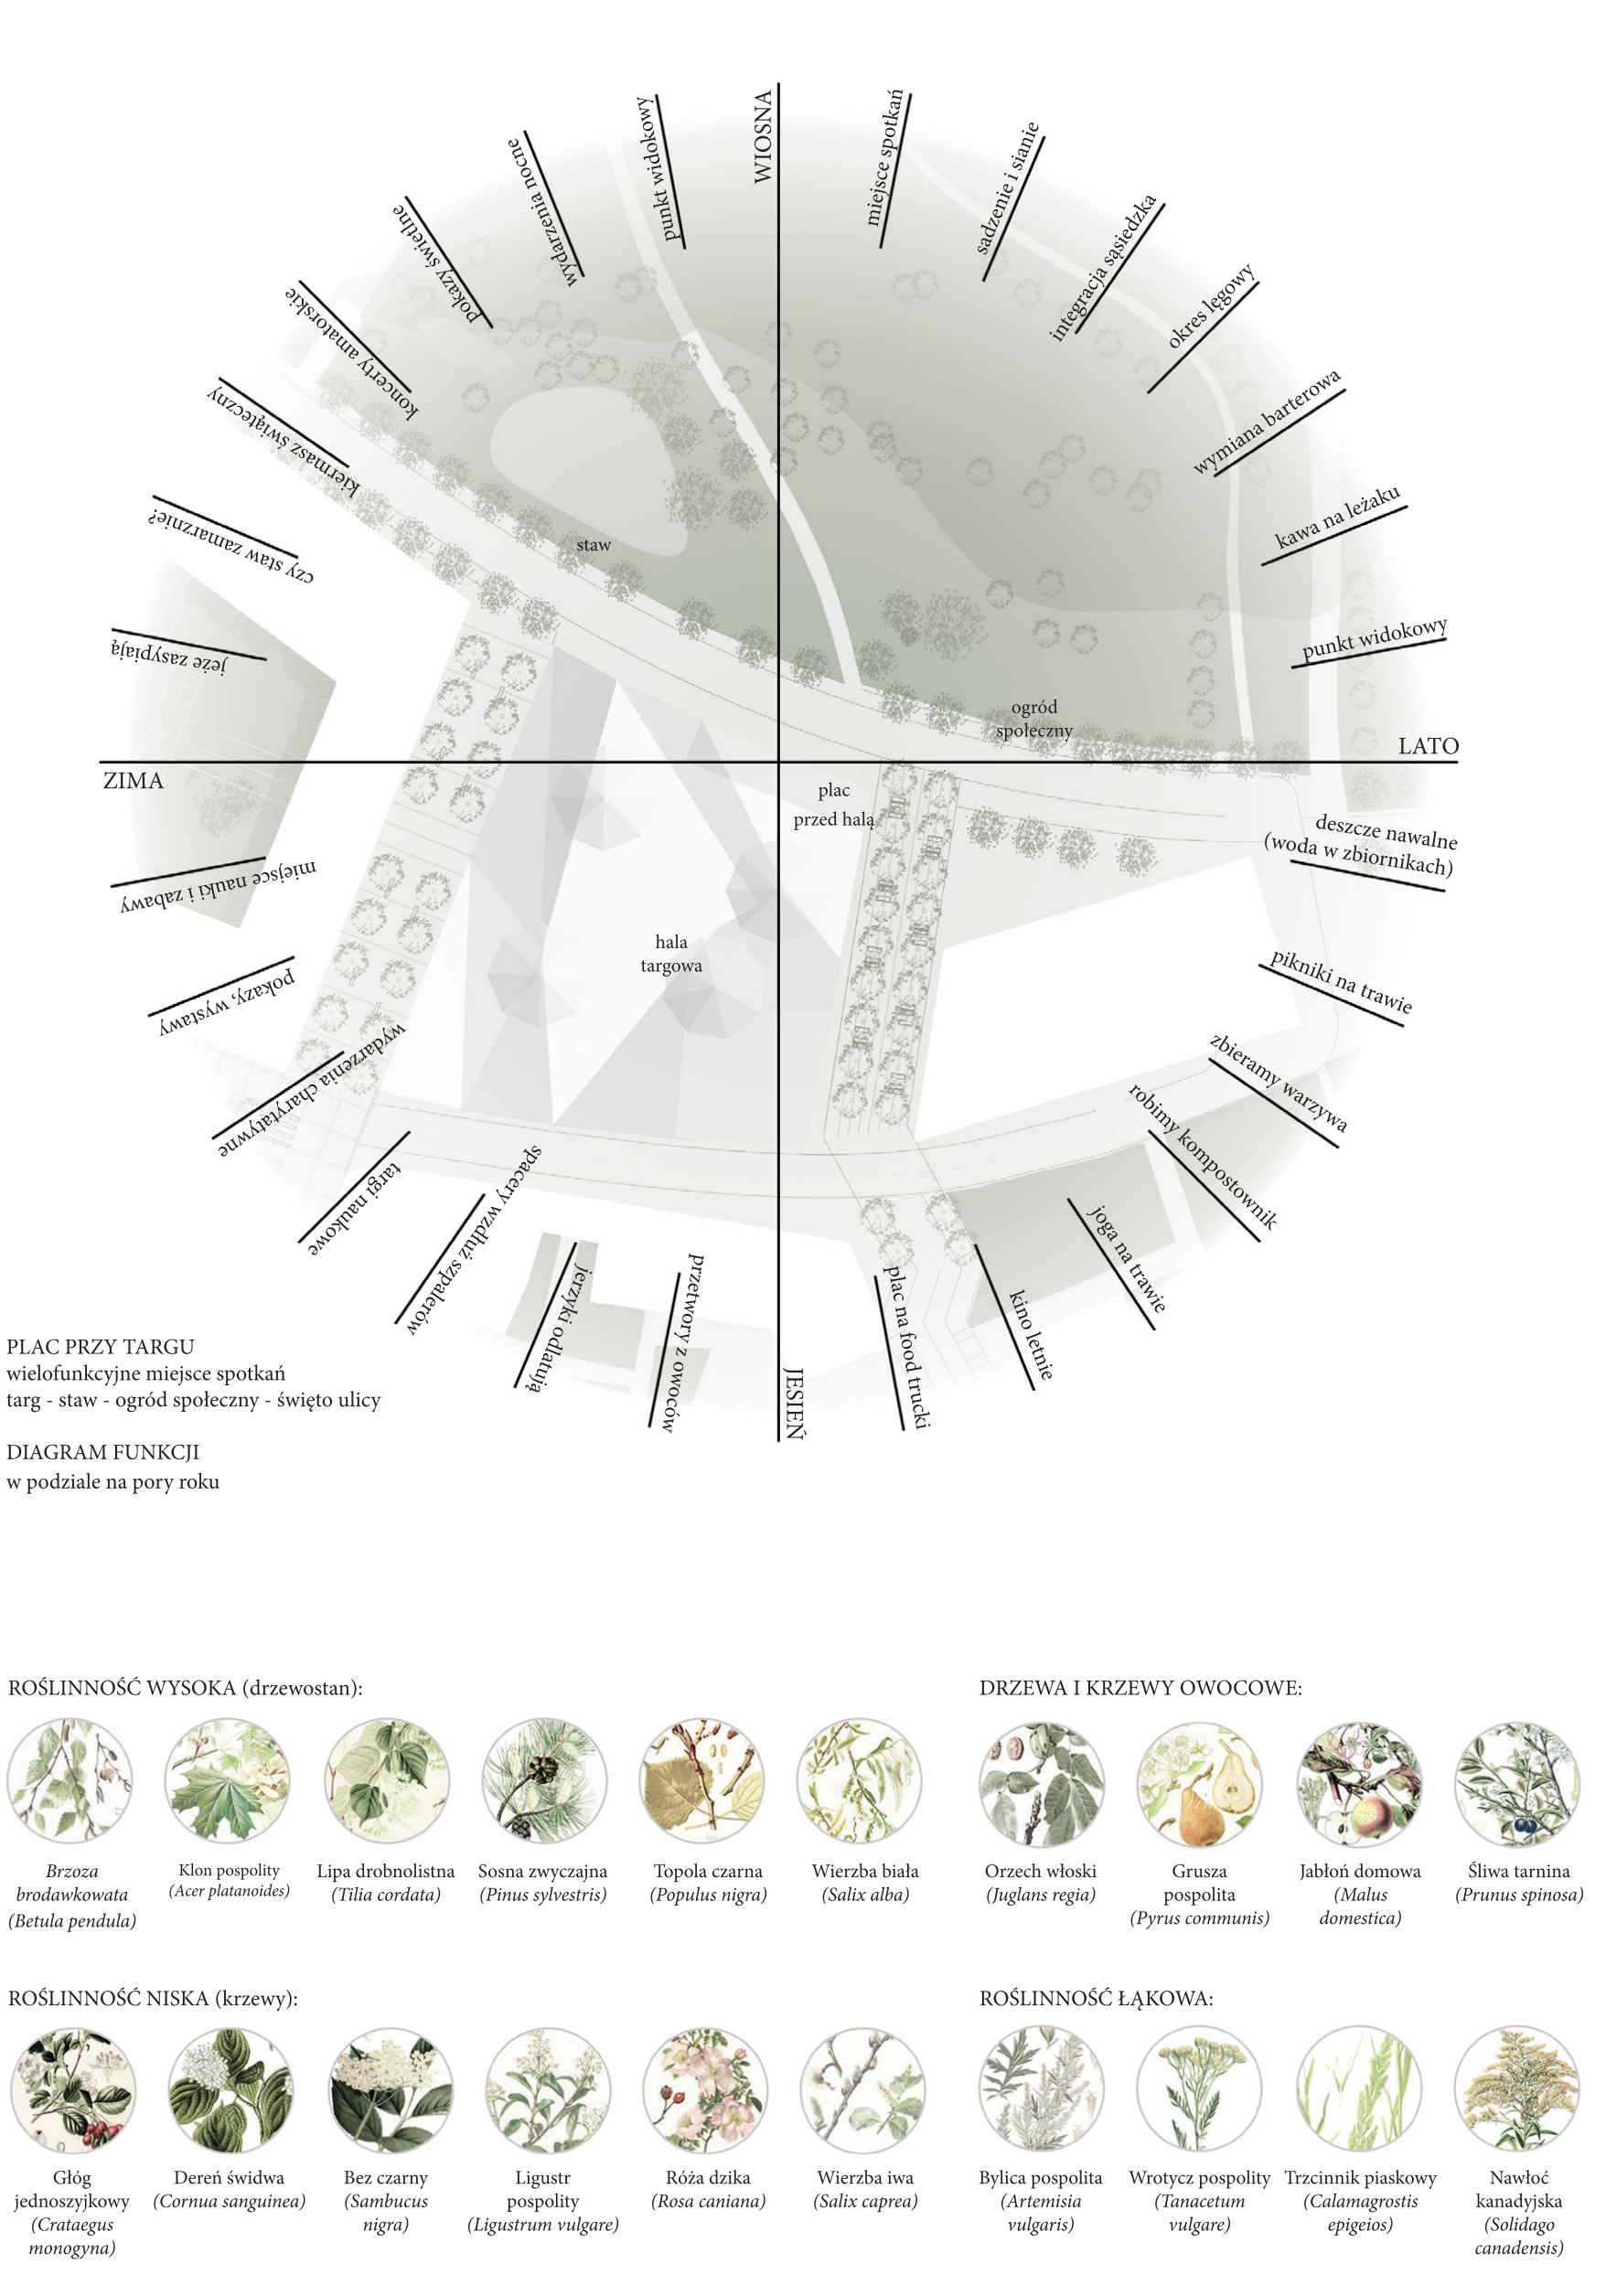 WIOSNA
miejsce spotkań
sadzenie i sianie
integracja sąsiedzka
okres lęgowy
wymiana barterowa
kawa na leżaku
punkt widokowy
LATO
deszcze nawalne
(woda w zbiornikach)
pikniki na trawie
zbieramy warzywa
robimy kompostownik
joga na trawie
kino letnie
plac na food trucki
JESIEŃ
przetwory z owoców
jerzyki odlatują
spacery wzdłuż szpalerów
targi naukowe
wydarzenia charytatywne
pokazy, wystawy
miejsce nauki i zabawy
ZIMA
jeże zasypiają
czy staw zamarznie?
kiermasz świąteczny
koncerty amatorskie
pokazy świetlne
wydarzenia nocne
punkt widokowy
staw
ogród
społeczny
plac
przed halą
hala
targowa
PLAC PRZY TARGU
wielofunkcyjne miejsce spotkań
targ - staw - ogród społeczny - święto ulicy
DIAGRAM FUNKCJI
w podziale na pory roku
ROŚLINNOŚĆ WYSOKA (drzewostan):
Brzoza
brodawkowata
(Betula pendula)
Klon pospolity
(Acer platanoides)
Lipa drobnolistna
(Tilia cordata)
Sosna zwyczajna
(Pinus sylvestris)
Topola czarna
(Populus nigra)
Wierzba biała
(Salix alba)
DRZEWA I KRZEWY OWOCOWE:
Orzech włoski
(Juglans regia)
Grusza
pospolita
(Pyrus communis)
Jabłoń domowa
(Malus
domestica)
Śliwa tarnina
(Prunus spinosa)
ROŚLINNOŚĆ NISKA (krzewy):
Głóg
jednoszyjkowy
(Crataegus
monogyna)
Dereń świdwa
(Cornua sanguinea)
Bez czarny
(Sambucus
nigra)
Ligustr
pospolity
(Ligustrum vulgare)
Róża dzika
(Rosa caniana)
Wierzba iwa
(Salix caprea)
ROŚLINNOŚĆ ŁĄKOWA:
Bylica pospolita
(Artemisia
vulgaris)
Wrotycz pospolity
(Tanacetum
vulgare)
Trzcinnik piaskowy
(Calamagrostis
epigeios)
Nawłoć
kanadyjska
(Solidago
canadensis)